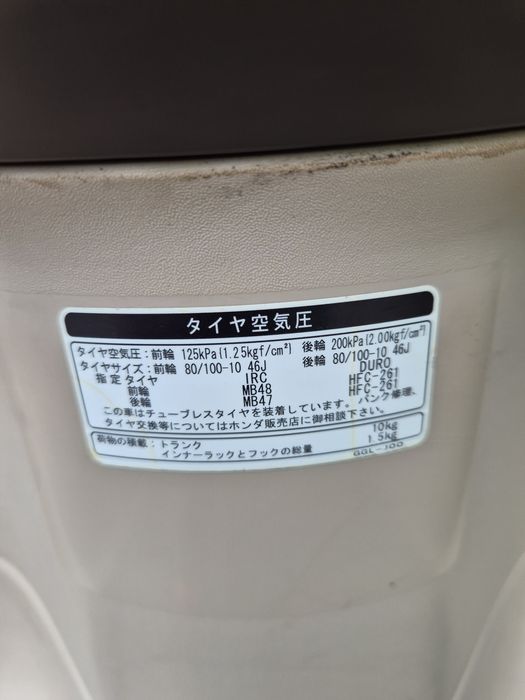 タイヤ空気圧
タイヤ空気圧：前輪 125kPa(1.25kgf/cm²) 後輪 200kPa(2.00kgf/cm²)
タイヤサイズ：前輪 80/100-10 46J 後輪 80/100-10 46J
指定タイヤ IRC DURO
前輪 MB48 HFC-261
後輪 MB47 HFC-261
この車はチューブレスタイヤを装着しています。パンク修理、
タイヤ交換等についてはホンダ販売店に御相談下さい。
荷物の積載：トランク 10kg
インナーラックとフックの総量 1.5kg
GGL-J00